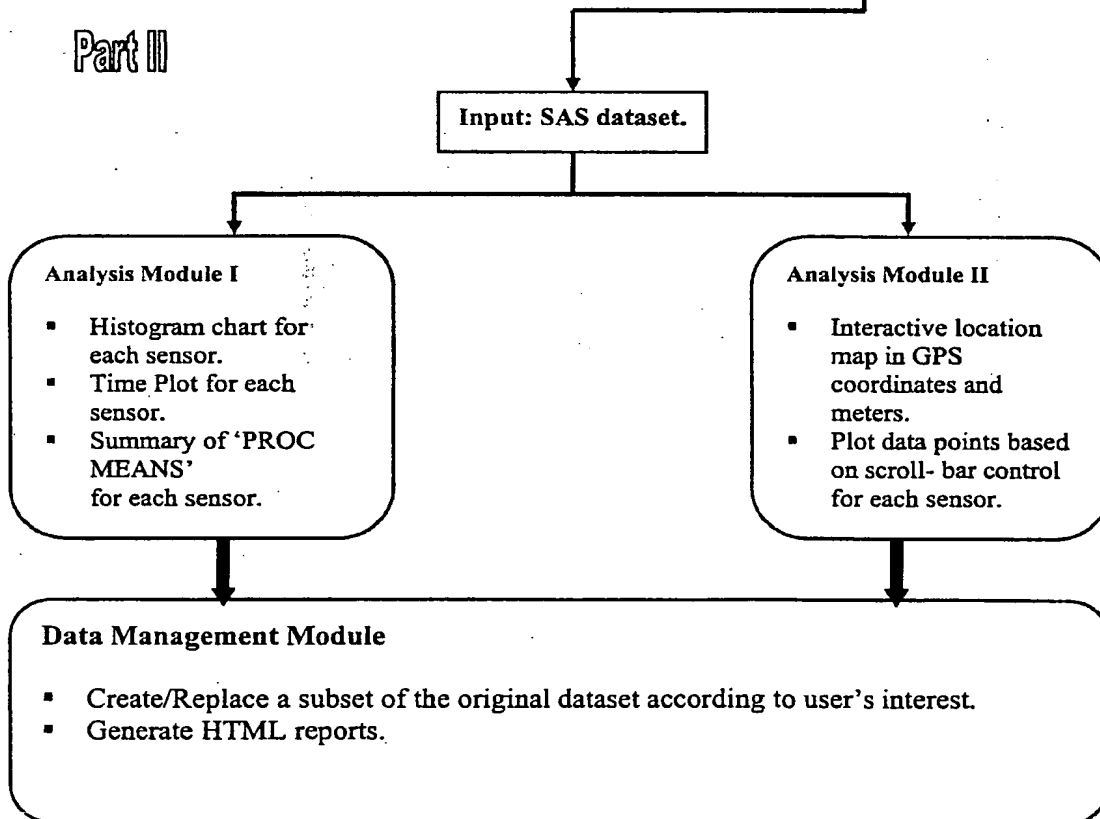 Part II
Input: SAS dataset.
Analysis Module I
▪ Histogram chart for
each sensor.
▪ Time Plot for each
sensor.
▪ Summary of ‘PROC
MEANS’
for each sensor.
Analysis Module II
▪ Interactive location
map in GPS
coordinates and
meters.
▪ Plot data points based
on scroll- bar control
for each sensor.
Data Management Module
▪ Create/Replace a subset of the original dataset according to user’s interest.
▪ Generate HTML reports.